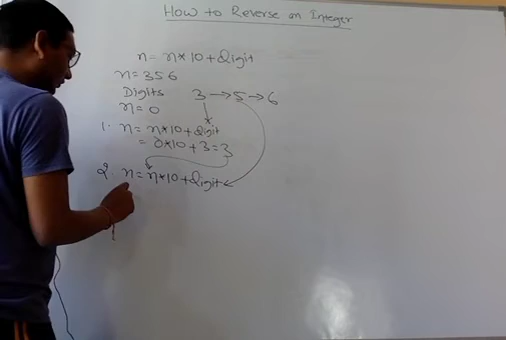 How to Reverse an Integer
n = n*10 + Digit
n = 356
Digits 3 → 5 → 6
n = 0
1. n = n*10 + digit
= 0*10 + 3 = 3
2. n = n*10 + Digit